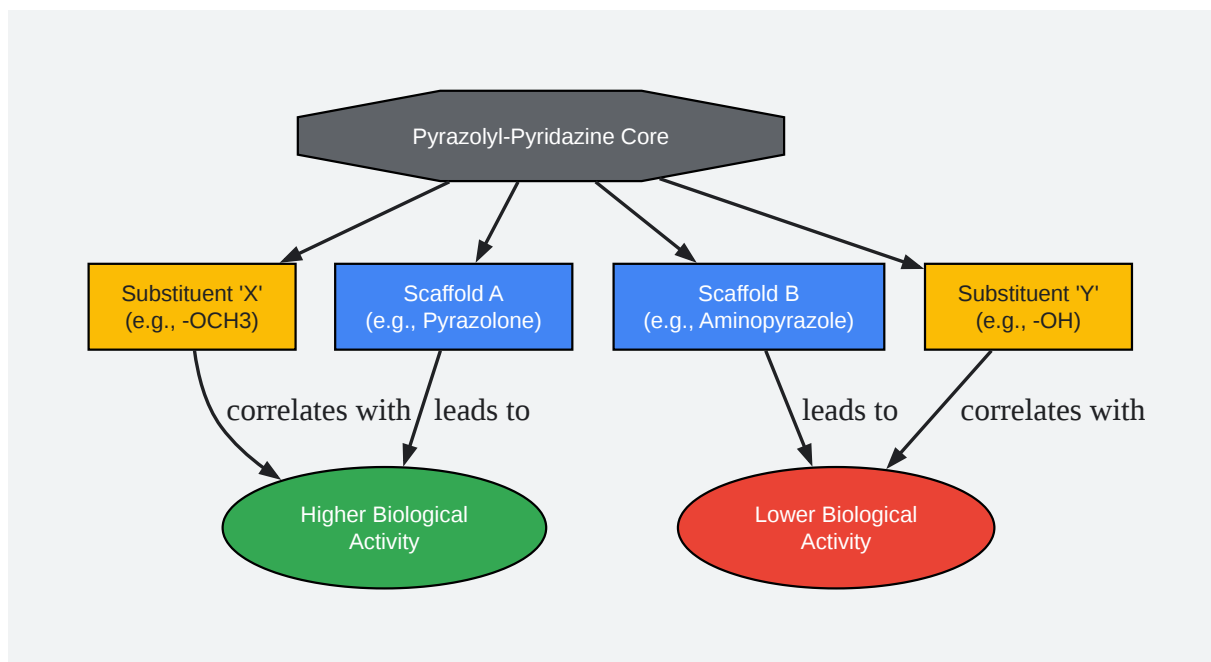 Pyrazolyl-Pyridazine Core
Substituent 'X'
(e.g., -OCH3)
Scaffold A
(e.g., Pyrazolone)
Scaffold B
(e.g., Aminopyrazole)
Substituent 'Y'
(e.g., -OH)
correlates with
leads to
leads to
correlates with
Higher Biological
Activity
Lower Biological
Activity